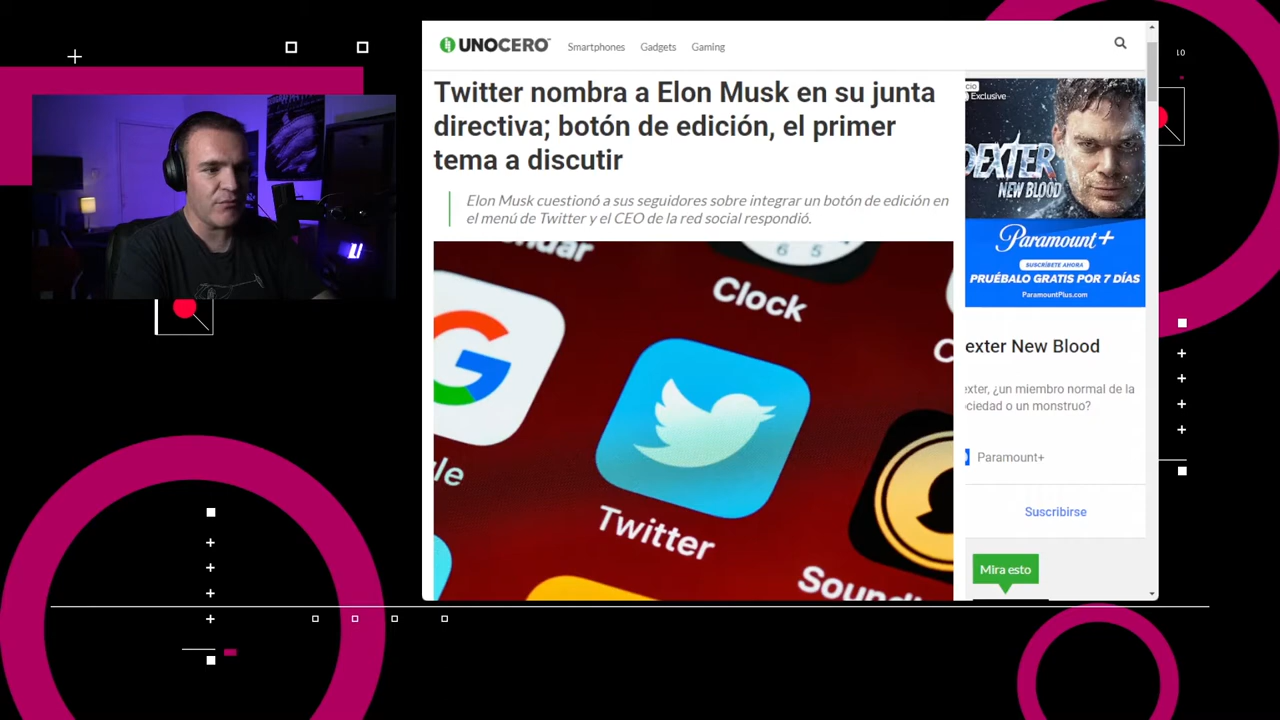 UNOCERO
Smartphones Gadgets Gaming
Twitter nombra a Elon Musk en su junta
directiva; botón de edición, el primer
tema a discutir
Elon Musk cuestionó a sus seguidores sobre integrar un botón de edición en
el menú de Twitter y el CEO de la red social respondió.
Clock
Twitter
Exclusive
DEXTER
NEW BLOOD
Paramount+
SUSCRÍBETE AHORA
PRUÉBALO GRATIS POR 7 DÍAS
ParamountPlus.com
exter New Blood
exter, ¿un miembro normal de la
ciedad o un monstruo?
Paramount+
Suscribirse
Mira esto